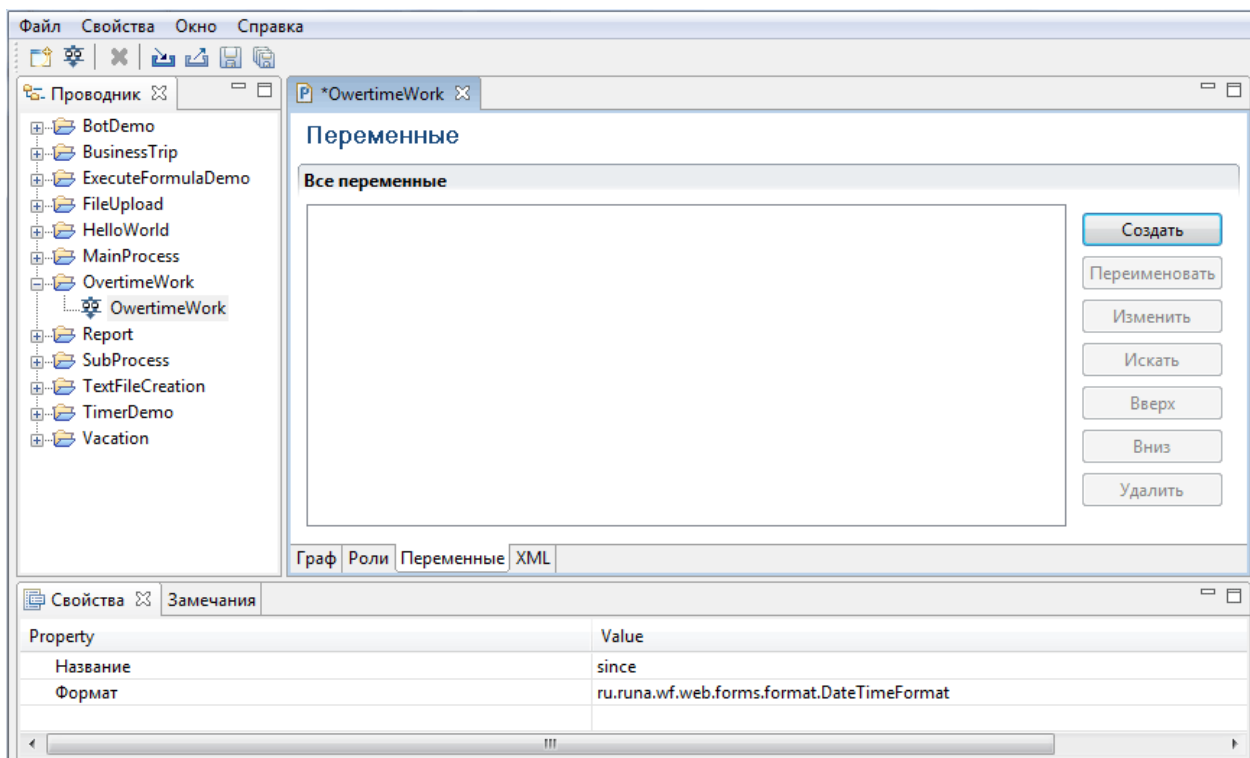 Файл Свойства Окно Справка
Проводник
*OwertimeWork
BotDemo
BusinessTrip
ExecuteFormulaDemo
FileUpload
HelloWorld
MainProcess
OvertimeWork
OwertimeWork
Report
SubProcess
TextFileCreation
TimerDemo
Vacation
Переменные
Все переменные
Создать
Переименовать
Изменить
Искать
Вверх
Вниз
Удалить
Граф Роли Переменные XML
Свойства Замечания
Property Value
Название since
Формат ru.runa.wf.web.forms.format.DateTimeFormat